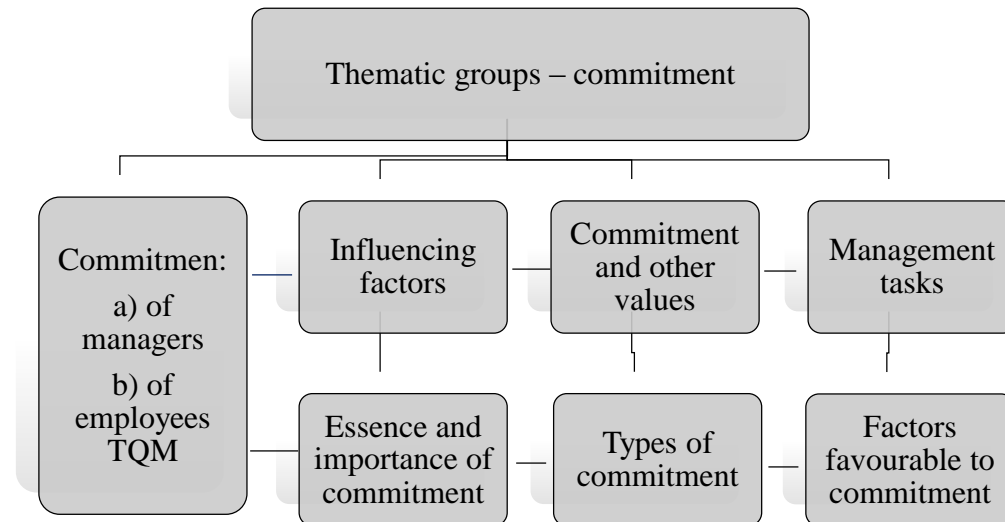 Thematic groups – commitment
Commitmen:
a) of
managers
b) of
employees
TQM
Influencing
factors
Commitment
and other
values
Management
tasks
Essence and
importance of
commitment
Types of
commitment
Factors
favourable to
commitment